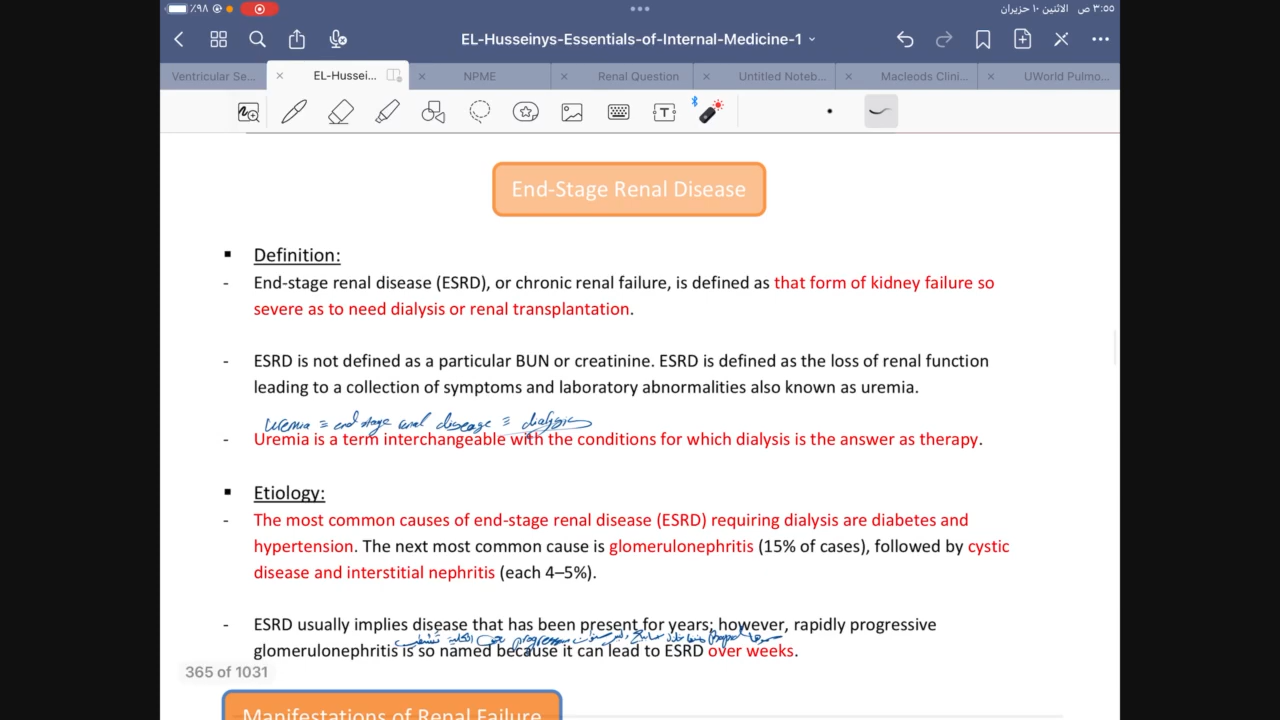 ٪٩٨ الاثنين ١٠ حزيران ٣:٥٥ ص
EL-Husseinys-Essentials-of-Internal-Medicine-1
Ventricular Se... EL-Hussei... NPME Renal Question Untitled Noteb... Macleods Clini... UWorld Pulmo...
End-Stage Renal Disease
▪ Definition:
- End-stage renal disease (ESRD), or chronic renal failure, is defined as that form of kidney failure so
severe as to need dialysis or renal transplantation.
- ESRD is not defined as a particular BUN or creatinine. ESRD is defined as the loss of renal function
leading to a collection of symptoms and laboratory abnormalities also known as uremia.
uremia ≡ end stage renal disease ≡ dialysis
- Uremia is a term interchangeable with the conditions for which dialysis is the answer as therapy.
▪ Etiology:
- The most common causes of end-stage renal disease (ESRD) requiring dialysis are diabetes and
hypertension. The next most common cause is glomerulonephritis (15% of cases), followed by cystic
disease and interstitial nephritis (each 4–5%).
- ESRD usually implies disease that has been present for years; however, rapidly progressive
progressive
glomerulonephritis is so named because it can lead to ESRD over weeks.
365 of 1031
Manifestations of Renal Failure